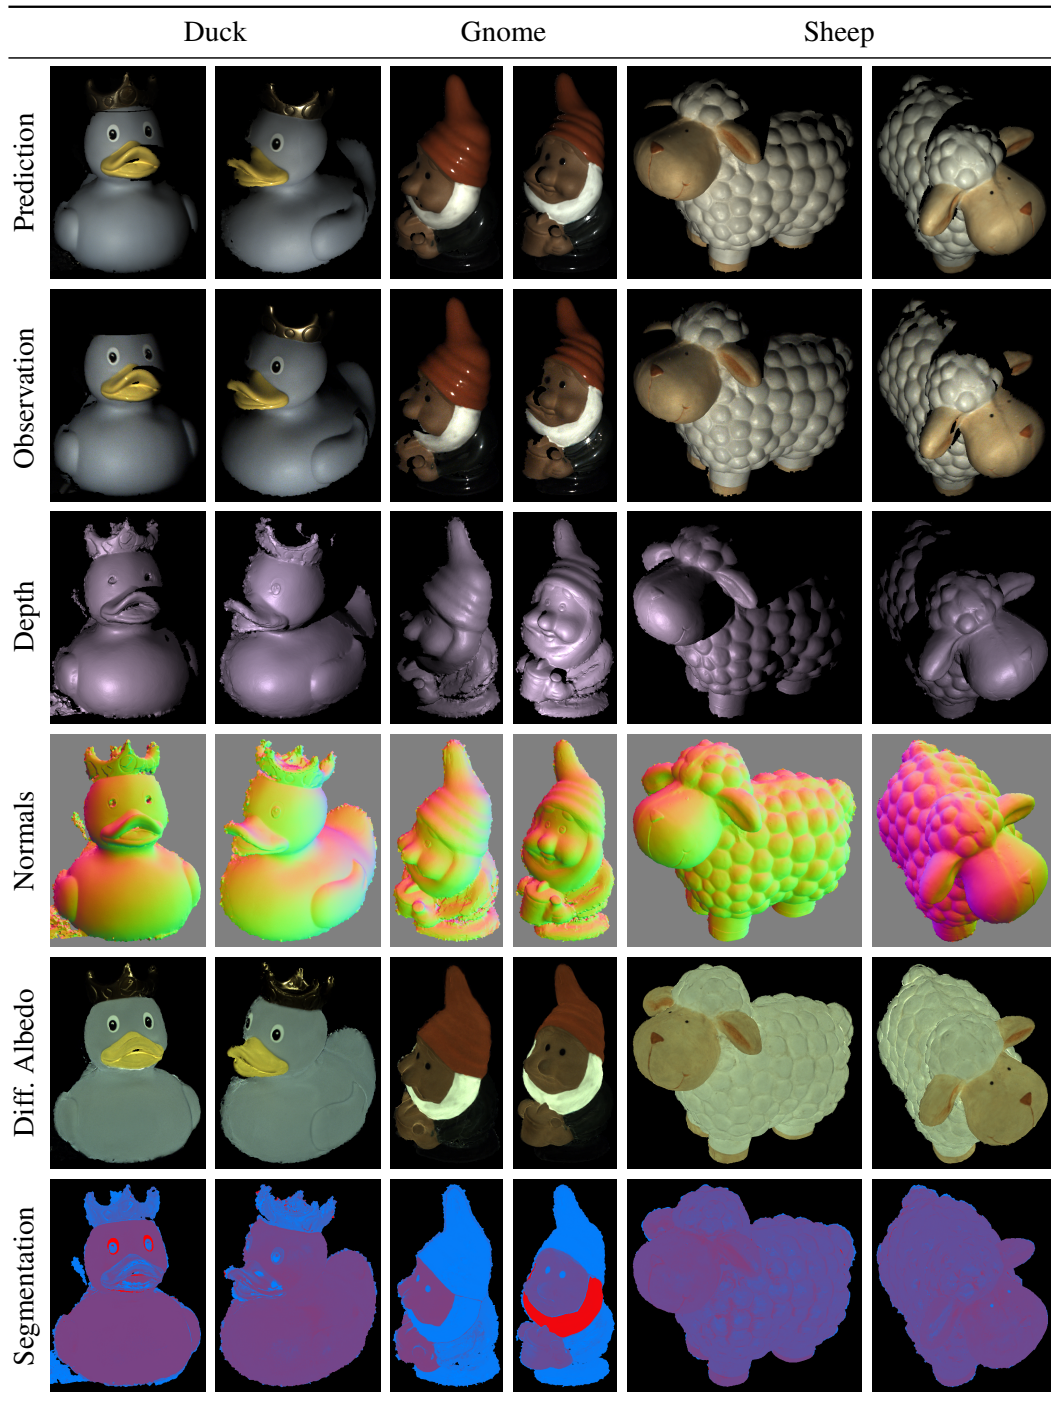 Duck Gnome Sheep
Prediction
Observation
Depth
Normals
Diff. Albedo
Segmentation